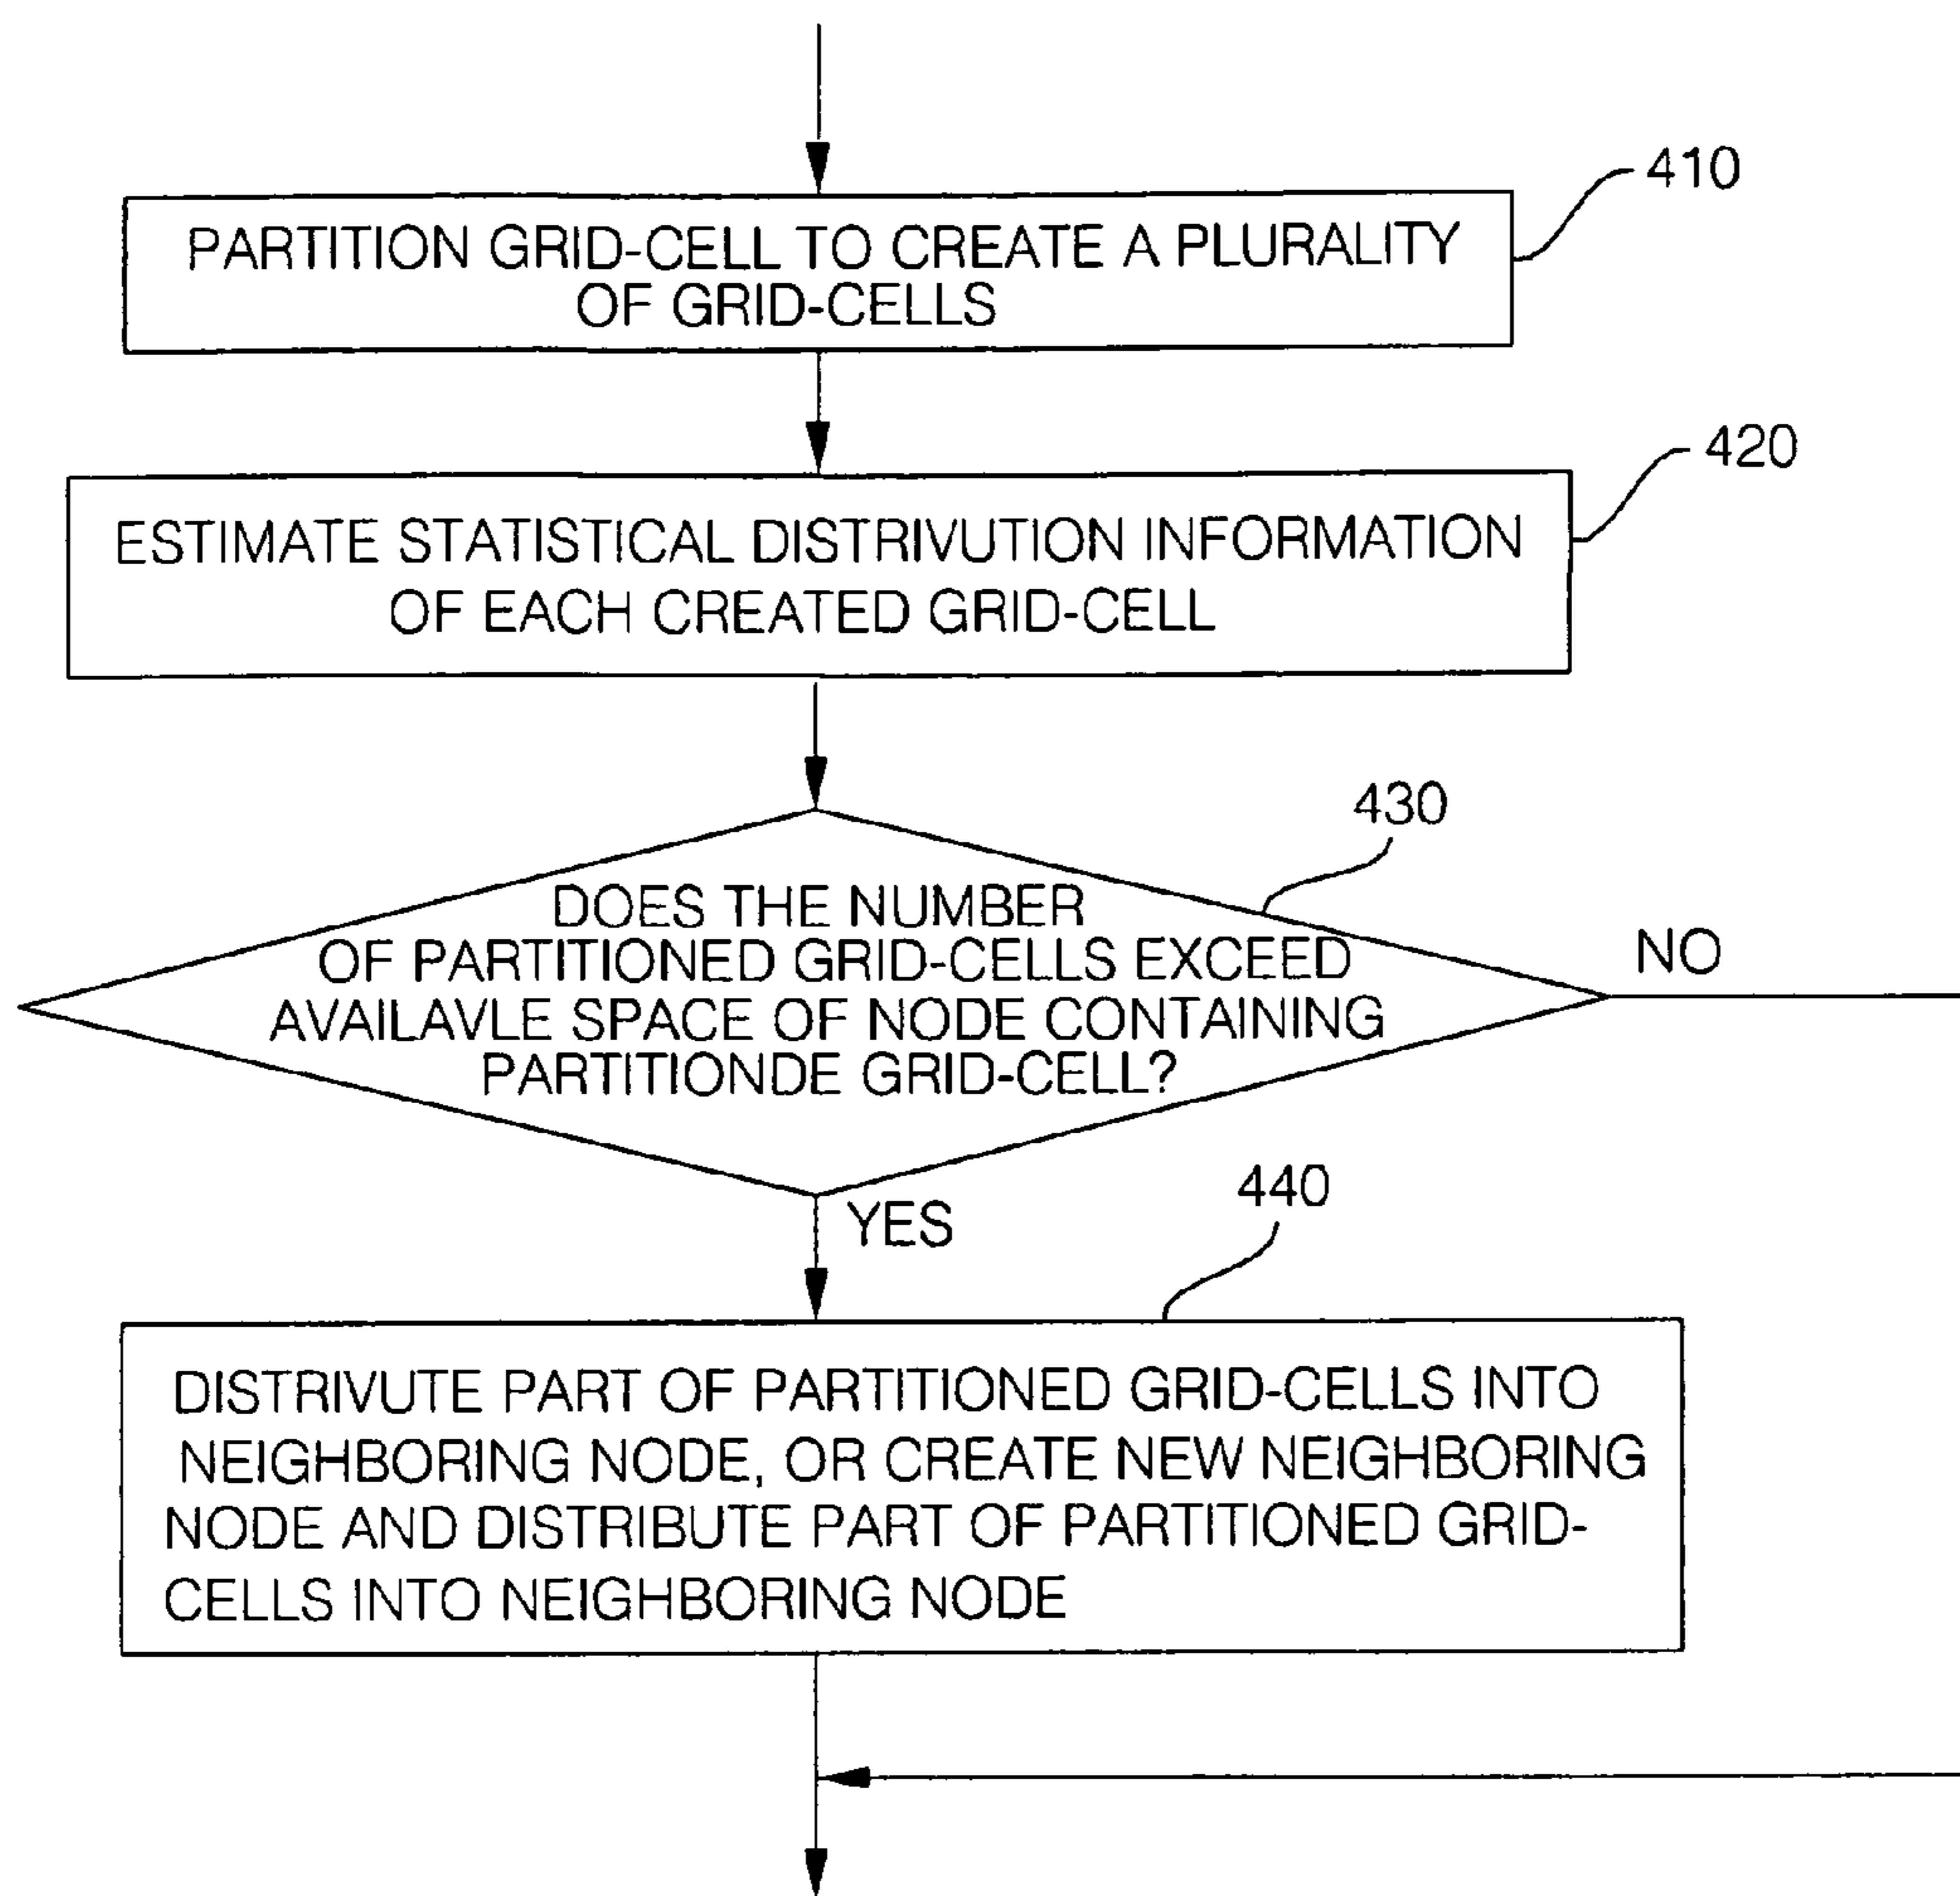 410
PARTITION GRID-CELL TO CREATE A PLURALITY
OF GRID-CELLS
420
ESTIMATE STATISTICAL DISTRIVUTION INFORMATION
OF EACH CREATED GRID-CELL
430
DOES THE NUMBER
OF PARTITIONED GRID-CELLS EXCEED
AVAILAVLE SPACE OF NODE CONTAINING
PARTITIONDE GRID-CELL?
NO
YES
440
DISTRIVUTE PART OF PARTITIONED GRID-CELLS INTO
NEIGHBORING NODE, OR CREATE NEW NEIGHBORING
NODE AND DISTRIBUTE PART OF PARTITIONED GRID-
CELLS INTO NEIGHBORING NODE